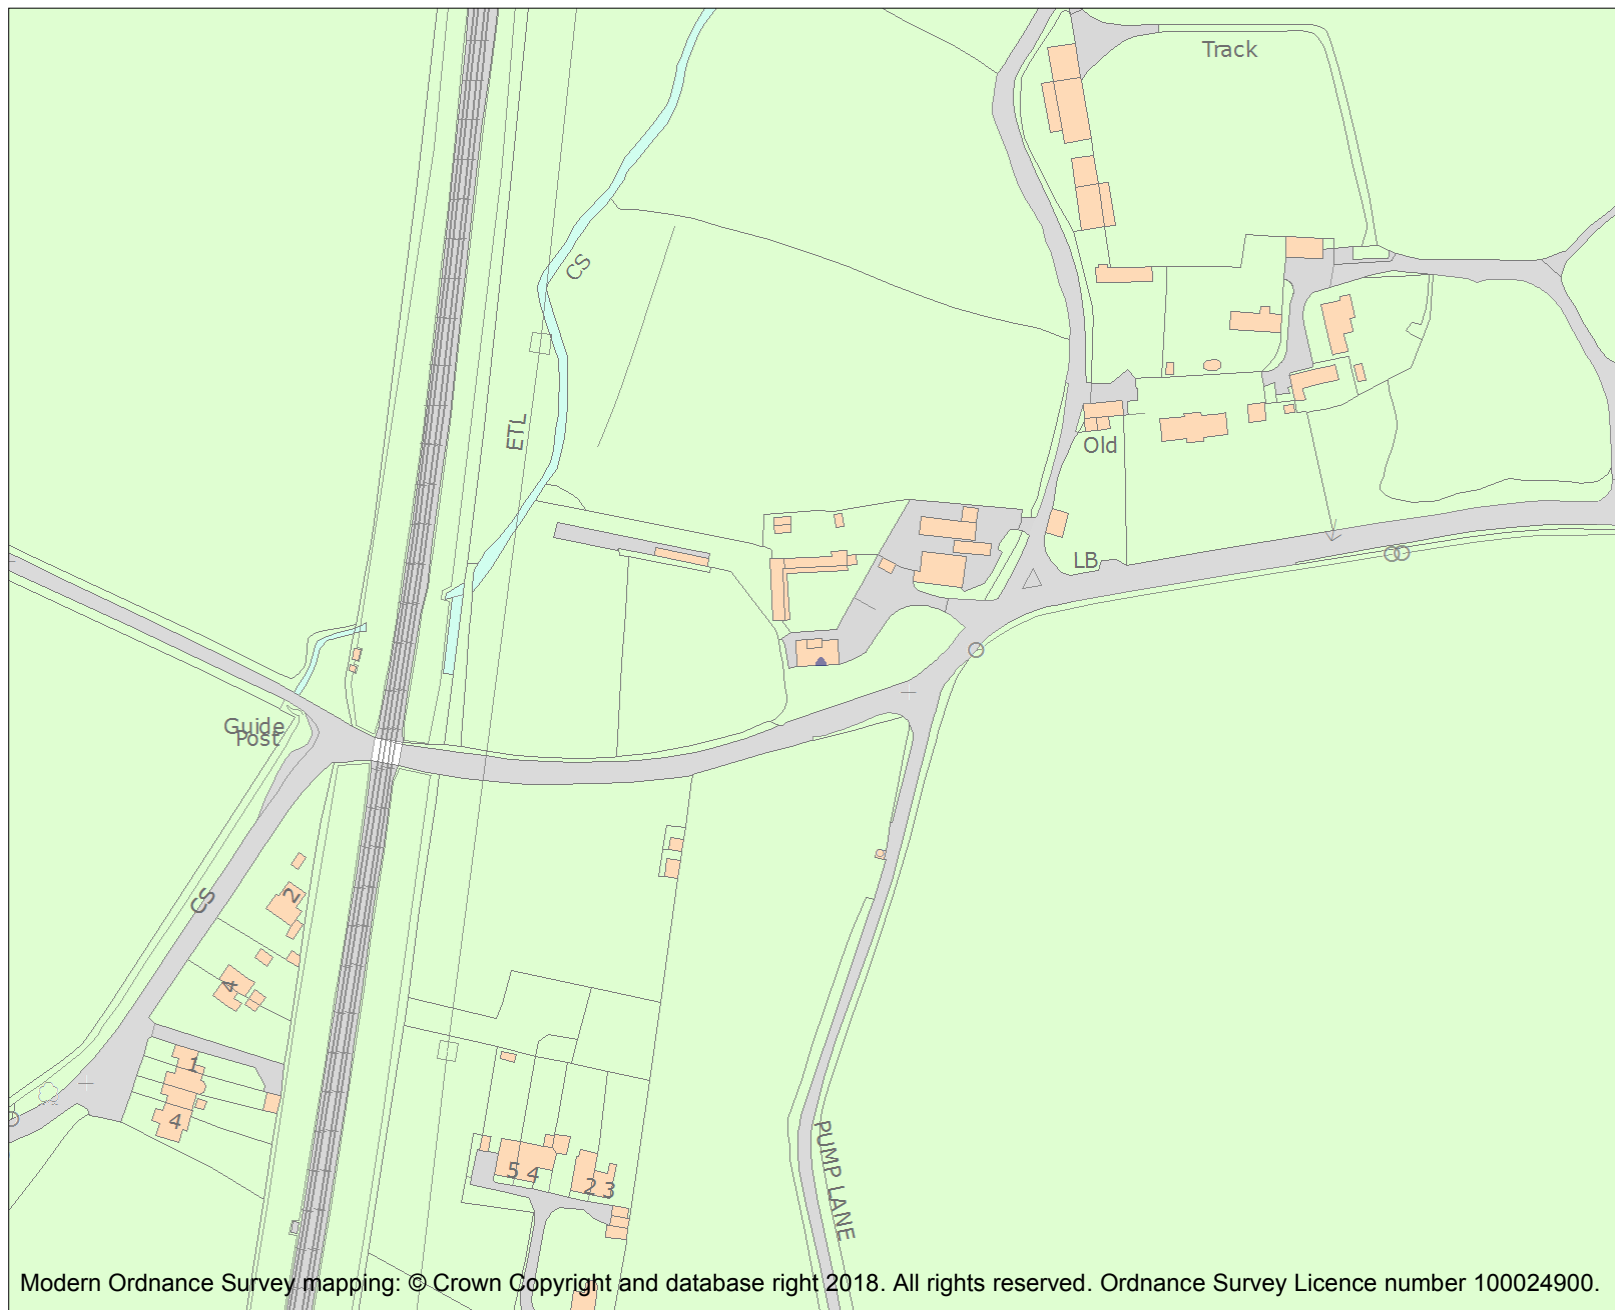 Track
CS
ETL
Old
LB
Guide
Post
2
CS
4
1
4
5 4
2 3
PUMP LANE
Modern Ordnance Survey mapping: © Crown Copyright and database right 2018. All rights reserved. Ordnance Survey Licence number 100024900.